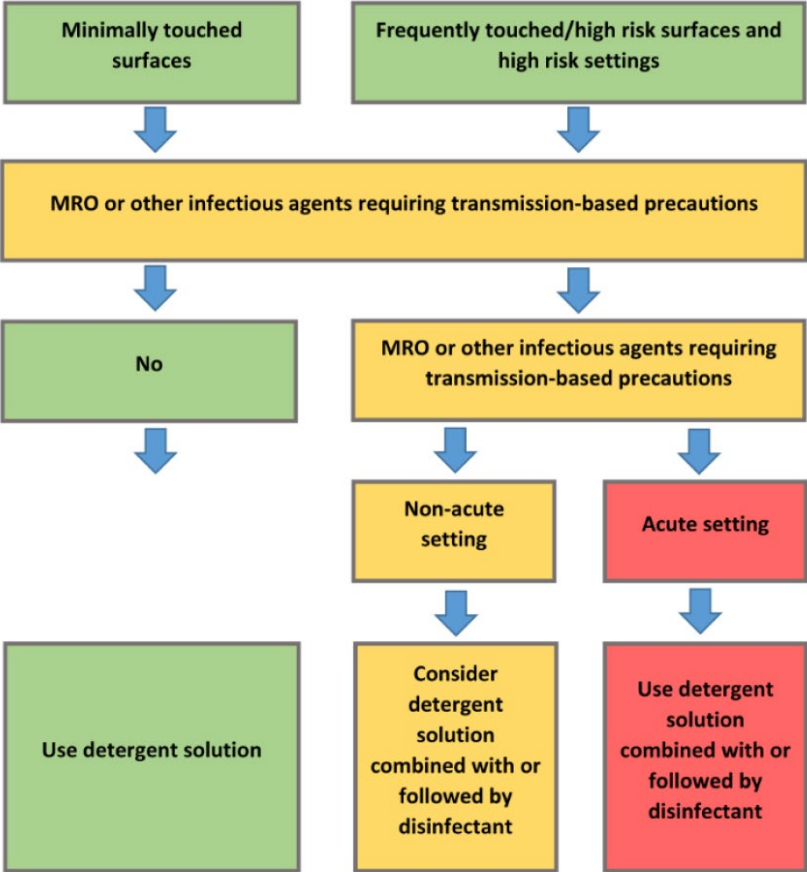 Minimally touched
surfaces
Frequently touched/high risk surfaces and
high risk settings
MRO or other infectious agents requiring transmission-based precautions
No
MRO or other infectious agents requiring
transmission-based precautions
Non-acute
setting
Acute setting
Use detergent solution
Consider
detergent
solution
combined with or
followed by
disinfectant
Use detergent
solution
combined with or
followed by
disinfectant